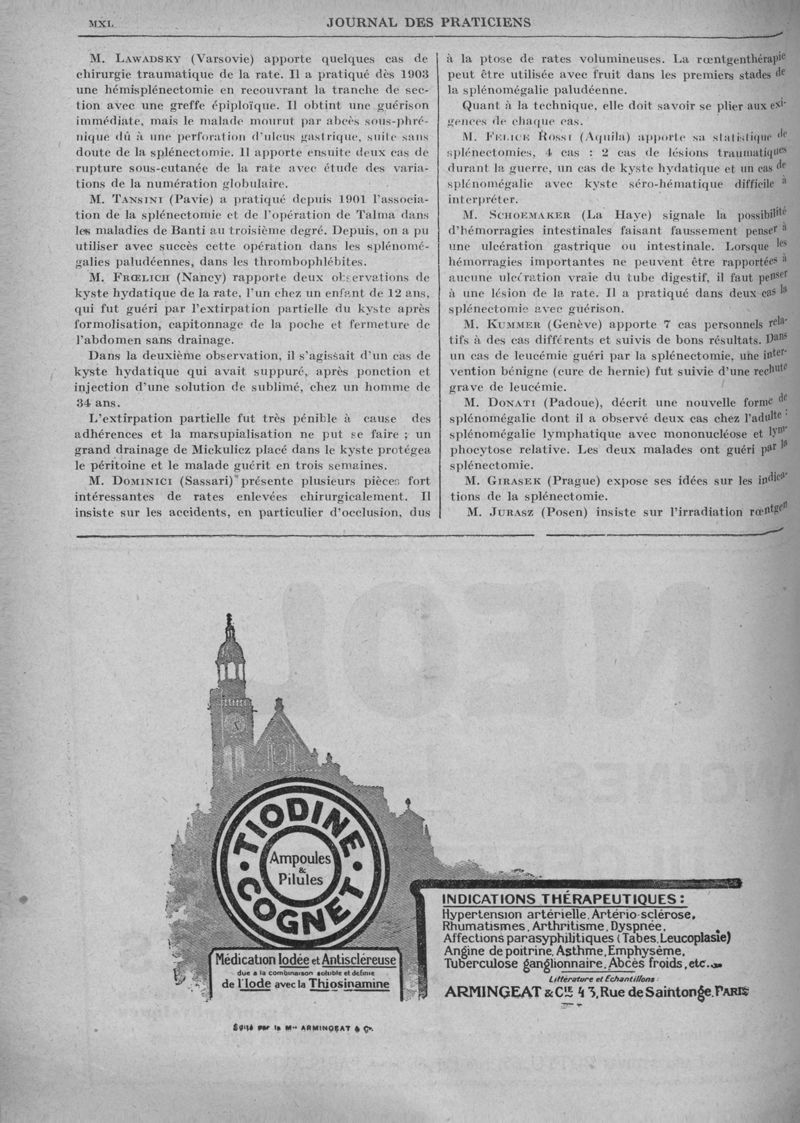 MXL
JOURNAL DES PRATICIENS
M. LAWADSKY (Varsovie) apporte quelques cas de
chirurgie traumatique de la rate. Il a pratiqué dès 1903
une hémisplénectomie en recouvrant la tranche de sec-
tion avec une greffe épiploïque. Il obtint une guérison
immédiate, mais le malade mourut par abcès sous-phré-
nique dû à une perforation d'ulcus gastrique, suite sans
doute de la splénectomie. Il apporte ensuite deux cas de
rupture sous-cutanée de la rate avec étude des varia-
tions de la numération globulaire.
M. TANSINI (Pavie) a pratiqué depuis 1901 l'associa-
tion de la splénectomie et de l'opération de Talma dans
les maladies de Banti au troisième degré. Depuis, on a pu
utiliser avec succès cette opération dans les splénomé-
galies paludéennes, dans les thrombophlébites.
M. FRŒLICH (Nancy) rapporte deux observations de
kyste hydatique de la rate, l'un chez un enfant de 12 ans,
qui fut guéri par l'extirpation partielle du kyste après
formolisation, capitonnage de la poche et fermeture de
l'abdomen sans drainage.
Dans la deuxième observation, il s'agissait d'un cas de
kyste hydatique qui avait suppuré, après ponction et
injection d'une solution de sublimé, chez un homme de
34 ans.
L'extirpation partielle fut très pénible à cause des
adhérences et la marsupialisation ne put se faire ; un
grand drainage de Mickulicz placé dans le kyste protégea
le péritoine et le malade guérit en trois semaines.
M. DOMINICI (Sassari) présente plusieurs pièces fort
intéressantes de rates enlevées chirurgicalement. Il
insiste sur les accidents, en particulier d'occlusion, dus
à la ptose de rates volumineuses. La rœntgenthérapie
peut être utilisée avec fruit dans les premiers stades de
la splénomégalie paludéenne.
Quant à la technique, elle doit savoir se plier aux exi-
gences de chaque cas.
M. FELICE ROSSI (Aquila) apporte sa statistique de
splénectomies, 4 cas : 2 cas de lésions traumatiques
durant la guerre, un cas de kyste hydatique et un cas de
splénomégalie avec kyste séro-hématique difficile à
interpréter.
M. SCHOEMAKER (La Haye) signale la possibilité
d'hémorragies intestinales faisant faussement penser à
une ulcération gastrique ou intestinale. Lorsque les
hémorragies importantes ne peuvent être rapportées à
aucune ulcération vraie du tube digestif, il faut penser
à une lésion de la rate. Il a pratiqué dans deux cas la
splénectomie avec guérison.
M. KUMMER (Genève) apporte 7 cas personnels rela-
tifs à des cas différents et suivis de bons résultats. Dans
un cas de leucémie guéri par la splénectomie, une inter-
vention bénigne (cure de hernie) fut suivie d'une rechute
grave de leucémie.
M. DONATI (Padoue), décrit une nouvelle forme de
splénomégalie dont il a observé deux cas chez l'adulte :
splénomégalie lymphatique avec mononucléose et lym-
phocytose relative. Les deux malades ont guéri par la
splénectomie.
M. GIRASEK (Prague) expose ses idées sur les indica-
tions de la splénectomie.
M. JURASZ (Posen) insiste sur l'irradiation rœntgen
TIODINE
COGNET
Ampoules
&
Pilules
Médication Iodée et Antiscléreuse
due a la combinaison soluble et définie
de l'Iode avec la Thiosinamine
INDICATIONS THÉRAPEUTIQUES :
Hypertension artérielle, Artério-sclérose,
Rhumatismes, Arthritisme, Dyspnée,
Affections parasyphilitiques (Tabes, Leucoplasie)
Angine de poitrine, Asthme, Emphysème,
Tuberculose ganglionnaire, Abcès froids, etc...
Littérature et Echantillons
ARMINGEAT & Cie 43, Rue de Saintonge, PARIS
Édité par la Mon ARMINGEAT & Cie.